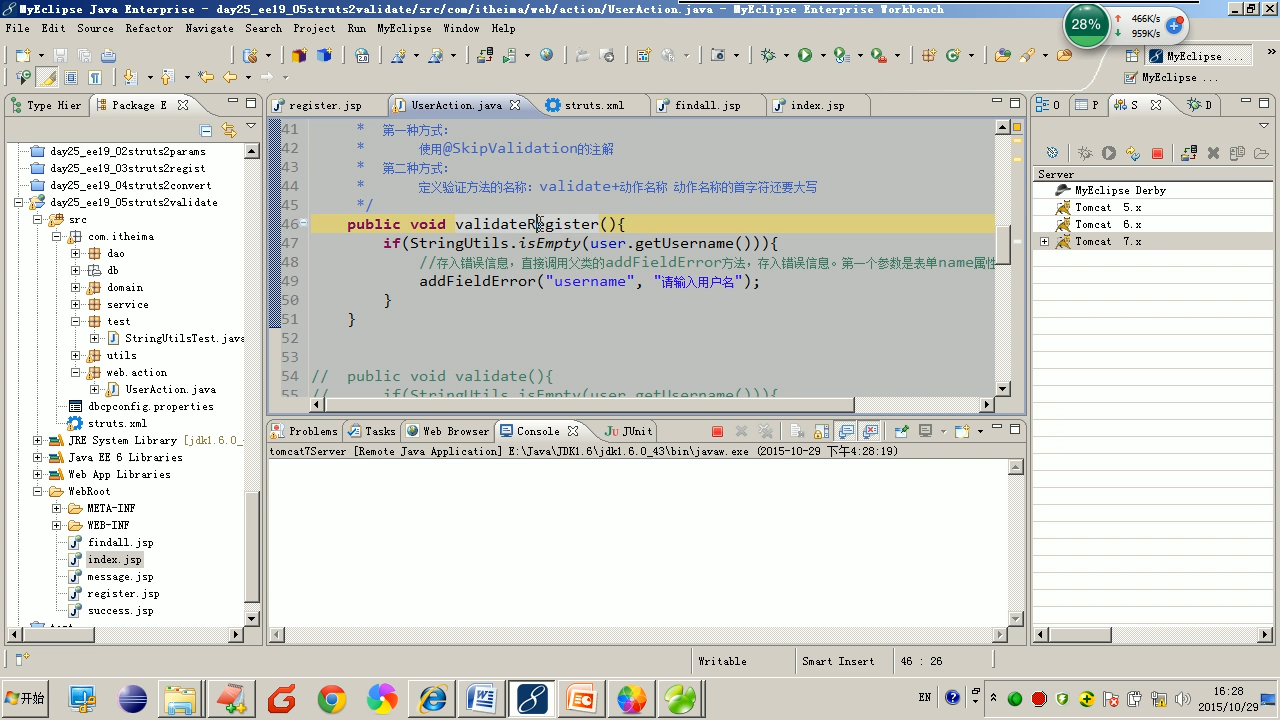 MyEclipse Java Enterprise - day25_ee19_05struts2validate/src/com/itheima/web/action/UserAction.java - MyEclipse Enterprise Workbench
File Edit Source Refactor Navigate Search Project Run MyEclipse Window Help
28%
466K/s
959K/s
MyEclipse ...
MyEclipse ...
Type Hier
Package E
day25_ee19_02struts2params
day25_ee19_03struts2regist
day25_ee19_04struts2convert
day25_ee19_05struts2validate
src
com.itheima
dao
db
domain
service
test
StringUtilsTest.java
utils
web.action
UserAction.java
dbcpconfig.properties
struts.xml
JRE System Library [jdk1.6.0_
Java EE 6 Libraries
Web App Libraries
WebRoot
META-INF
WEB-INF
findall.jsp
index.jsp
message.jsp
register.jsp
success.jsp
register.jsp
UserAction.java
struts.xml
findall.jsp
index.jsp
41 * 第一种方式：
42 * 使用@SkipValidation的注解
43 * 第二种方式：
44 * 定义验证方法的名称：validate+动作名称 动作名称的首字符还要大写
45 */
46 public void validateRegister(){
47 if(StringUtils.isEmpty(user.getUsername())){
48 //存入错误信息，直接调用父类的addFieldError方法，存入错误信息。第一个参数是表单name属性
49 addFieldError("username", "请输入用户名");
50 }
51 }
52
53
54 // public void validate(){
55 // if(StringUtils.isEmpty(user.getUsername())){
Problems
Tasks
Web Browser
Console
JUnit
tomcat7Server [Remote Java Application] E:\Java\JDK1.6\jdk1.6.0_43\bin\javaw.exe (2015-10-29 下午4:28:19)
O
P
S
D
Server
MyEclipse Derby
Tomcat 5.x
Tomcat 6.x
Tomcat 7.x
Writable
Smart Insert
46 : 26
开始
EN
16:28
2015/10/29